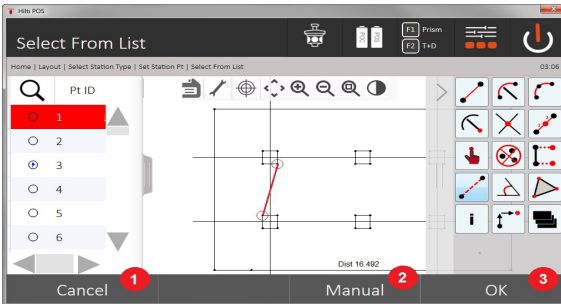 Hilti POS
Select From List
POC
PLT
F1 Prism
F2 T+D
Home | Layout | Select Station Type | Set Station Pt | Select From List
03:06
Pt ID
1
2
3
4
5
6
Dist 16.492
i
1
2
3
Cancel
Manual
OK